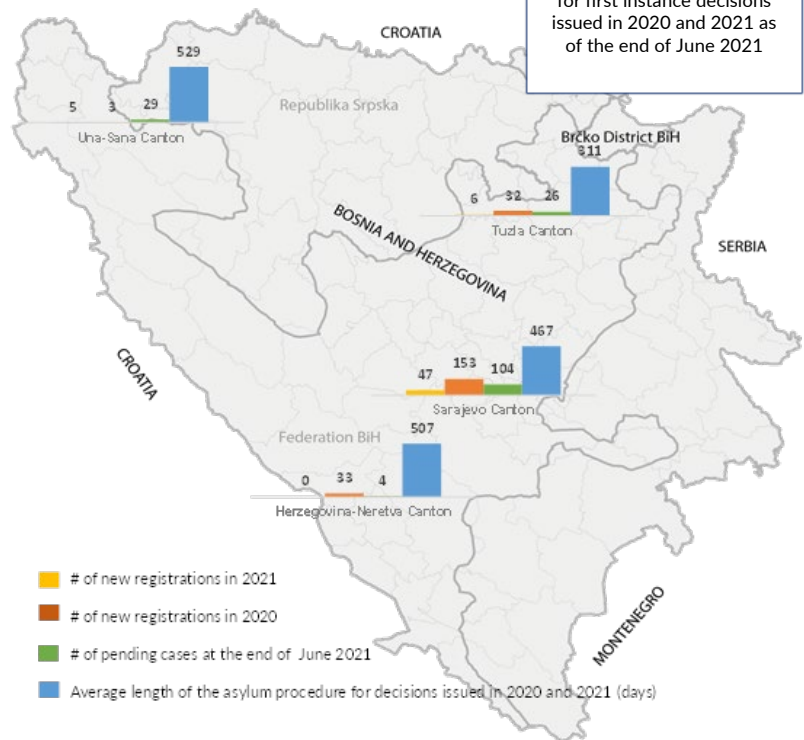 for first instance decisions
issued in 2020 and 2021 as
of the end of June 2021
CROATIA
529
5
3
29
Una-Sana Canton
Republika Srpska
Brčko District BiH
311
6
32
26
Tuzla Canton
BOSNIA AND HERZEGOVINA
SERBIA
CROATIA
467
47
153
104
Sarajevo Canton
Federation BiH
507
0
33
4
Herzegovina-Neretva Canton
MONTENEGRO
# of new registrations in 2021
# of new registrations in 2020
# of pending cases at the end of June 2021
Average length of the asylum procedure for decisions issued in 2020 and 2021 (days)